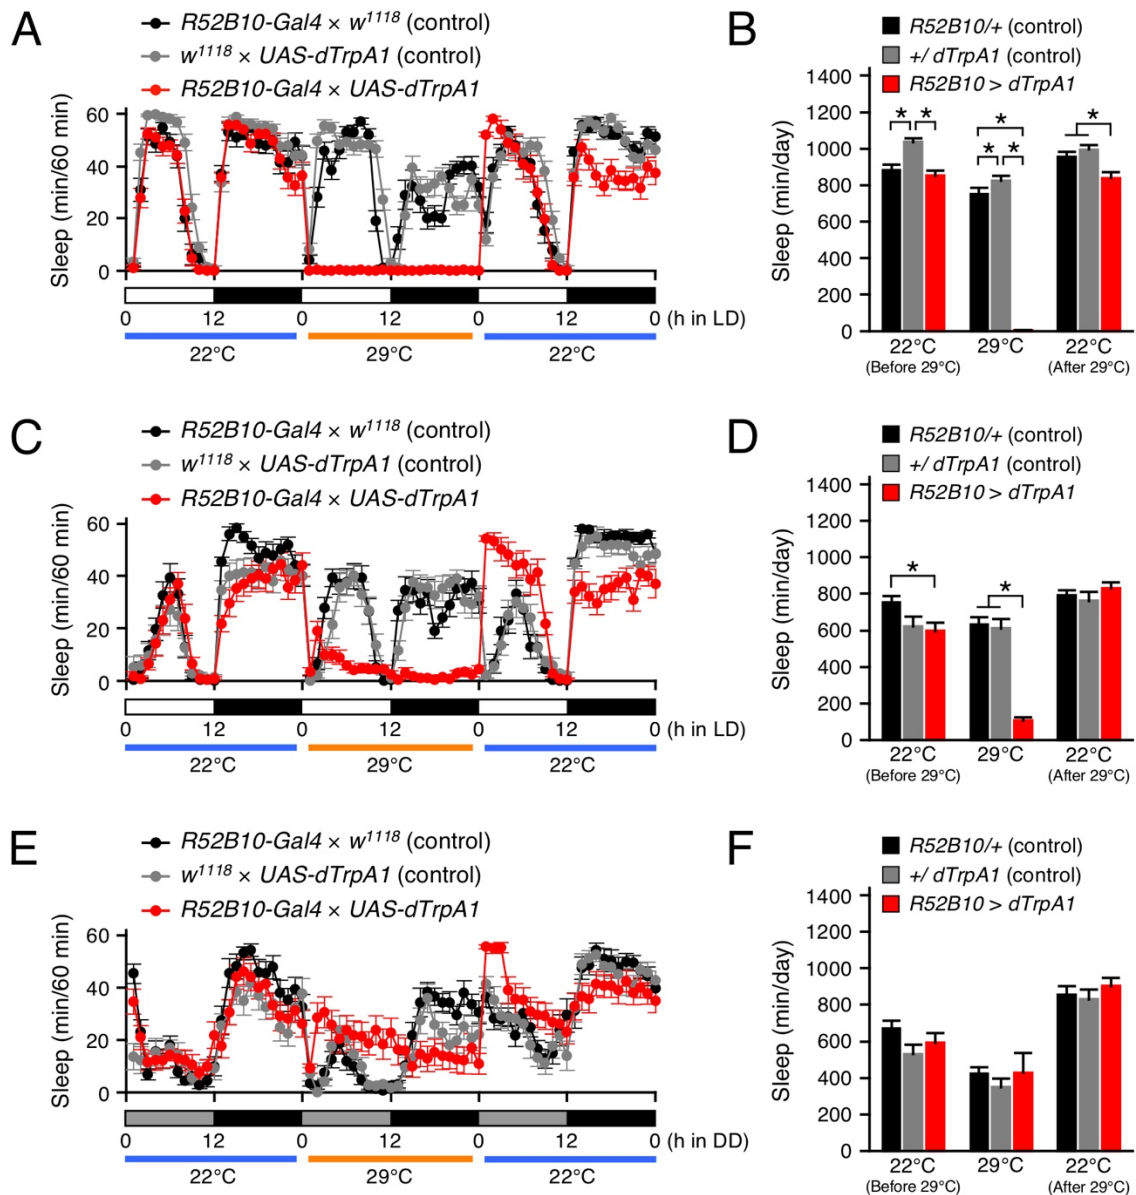 A
R52B10-Gal4 × w1118 (control)
w1118 × UAS-dTrpA1 (control)
R52B10-Gal4 × UAS-dTrpA1
Sleep (min/60 min)
60
40
20
0
0 12 0 12 0 12 0 (h in LD)
22°C 29°C 22°C
B
R52B10/+ (control)
+/ dTrpA1 (control)
R52B10 > dTrpA1
Sleep (min/day)
1400
1200
1000
800
600
400
200
0
* * * * * *
22°C 29°C 22°C
(Before 29°C) (After 29°C)
C
R52B10-Gal4 × w1118 (control)
w1118 × UAS-dTrpA1 (control)
R52B10-Gal4 × UAS-dTrpA1
Sleep (min/60 min)
60
40
20
0
0 12 0 12 0 12 0 (h in LD)
22°C 29°C 22°C
D
R52B10/+ (control)
+/ dTrpA1 (control)
R52B10 > dTrpA1
Sleep (min/day)
1400
1200
1000
800
600
400
200
0
* *
22°C 29°C 22°C
(Before 29°C) (After 29°C)
E
R52B10-Gal4 × w1118 (control)
w1118 × UAS-dTrpA1 (control)
R52B10-Gal4 × UAS-dTrpA1
Sleep (min/60 min)
60
40
20
0
0 12 0 12 0 12 0 (h in DD)
22°C 29°C 22°C
F
R52B10/+ (control)
+/ dTrpA1 (control)
R52B10 > dTrpA1
Sleep (min/day)
1400
1200
1000
800
600
400
200
0
22°C 29°C 22°C
(Before 29°C) (After 29°C)